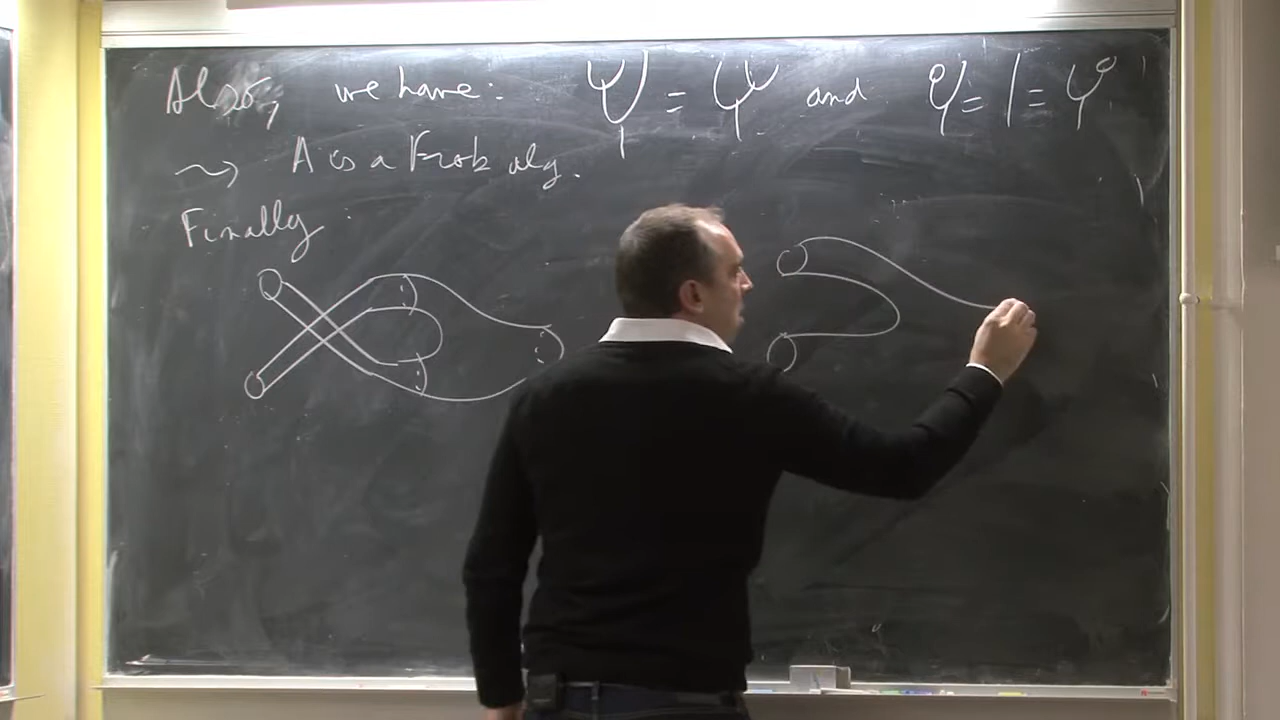 Also, we have: = and = | =
⇝ A is a Frob alg.
Finally